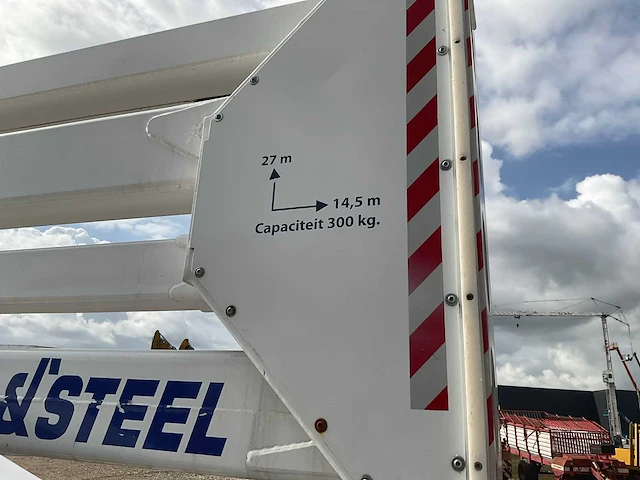 27 m
14,5 m
Capaciteit 300 kg.
&STEEL